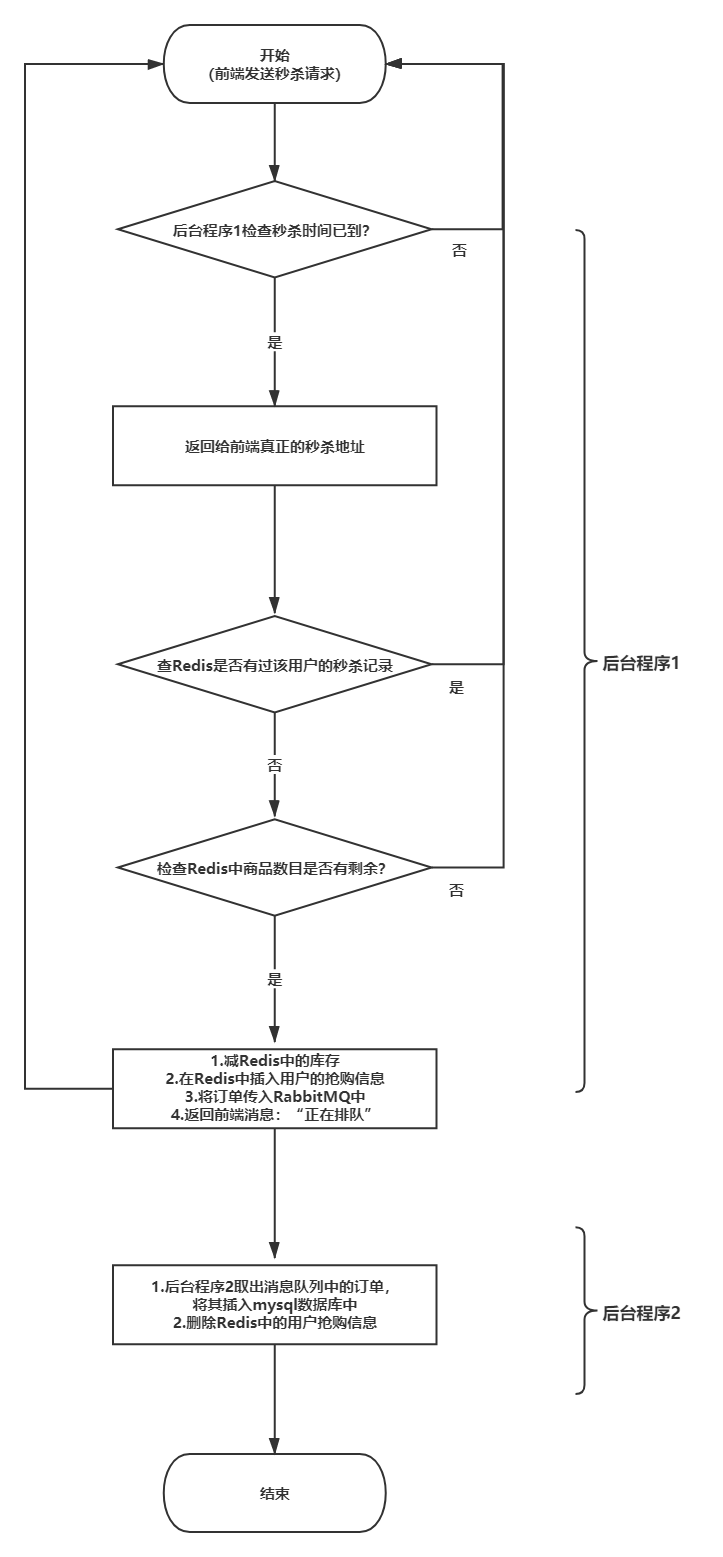 开始
(前端发送秒杀请求)
后台程序1检查秒杀时间已到？
否
是
返回给前端真正的秒杀地址
查Redis是否有过该用户的秒杀记录
后台程序1
是
否
检查Redis中商品数目是否有剩余？
否
是
1.减Redis中的库存
2.在Redis中插入用户的抢购信息
3.将订单传入RabbitMQ中
4.返回前端消息：“正在排队”
1.后台程序2取出消息队列中的订单，
将其插入mysql数据库中
2.删除Redis中的用户抢购信息
后台程序2
结束